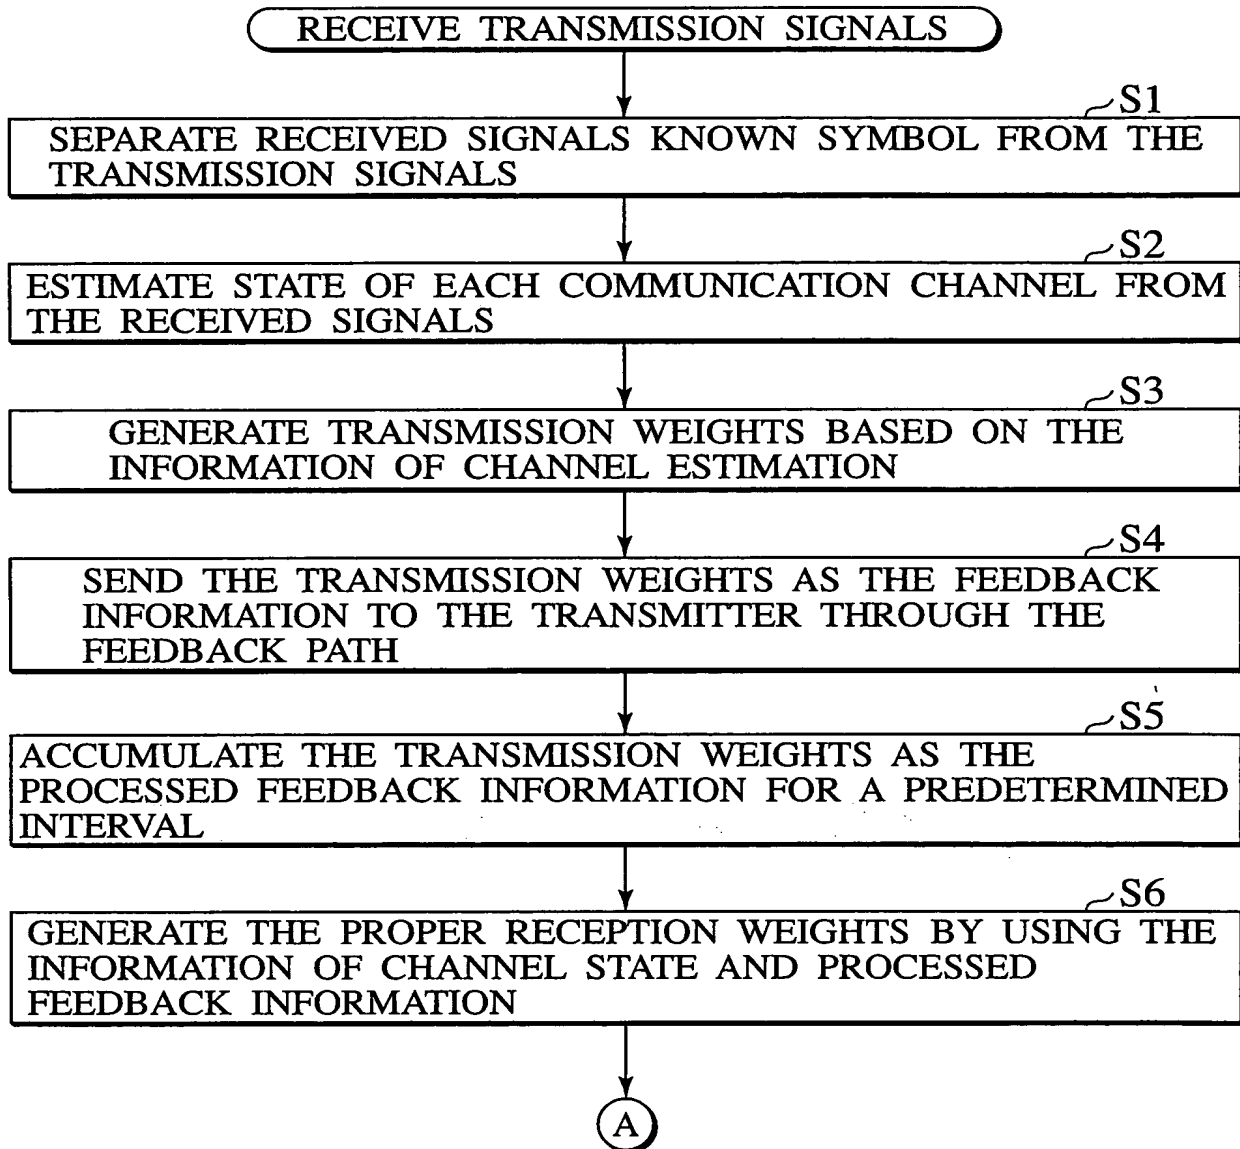 RECEIVE TRANSMISSION SIGNALS
S1
SEPARATE RECEIVED SIGNALS KNOWN SYMBOL FROM THE
TRANSMISSION SIGNALS
S2
ESTIMATE STATE OF EACH COMMUNICATION CHANNEL FROM
THE RECEIVED SIGNALS
S3
GENERATE TRANSMISSION WEIGHTS BASED ON THE
INFORMATION OF CHANNEL ESTIMATION
S4
SEND THE TRANSMISSION WEIGHTS AS THE FEEDBACK
INFORMATION TO THE TRANSMITTER THROUGH THE
FEEDBACK PATH
S5
ACCUMULATE THE TRANSMISSION WEIGHTS AS THE
PROCESSED FEEDBACK INFORMATION FOR A PREDETERMINED
INTERVAL
S6
GENERATE THE PROPER RECEPTION WEIGHTS BY USING THE
INFORMATION OF CHANNEL STATE AND PROCESSED
FEEDBACK INFORMATION
A